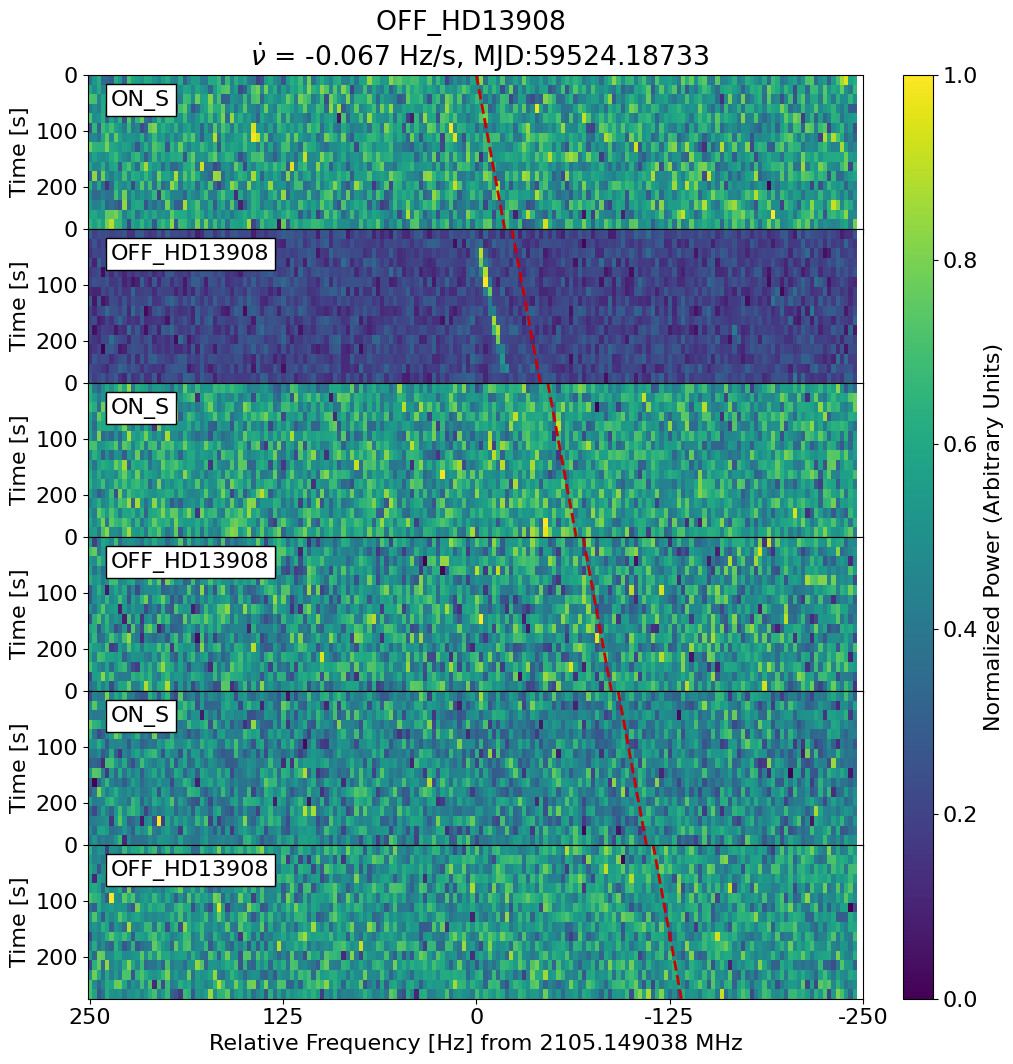 OFF_HD13908
ν̇ = -0.067 Hz/s, MJD:59524.18733
0
100
200
Time [s]
ON_S
0
100
200
Time [s]
OFF_HD13908
0
100
200
Time [s]
ON_S
0
100
200
Time [s]
OFF_HD13908
0
100
200
Time [s]
ON_S
0
100
200
Time [s]
OFF_HD13908
250 125 0 -125 -250
Relative Frequency [Hz] from 2105.149038 MHz
1.0
0.8
0.6
0.4
0.2
0.0
Normalized Power (Arbitrary Units)